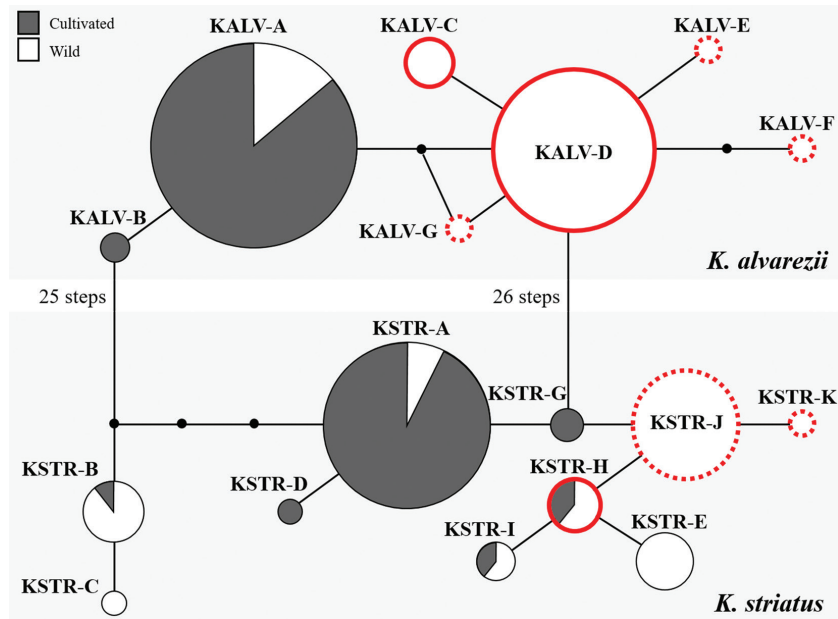 Cultivated
Wild
KALV-A
KALV-C
KALV-E
KALV-F
KALV-D
KALV-B
KALV-G
K. alvarezii
25 steps
26 steps
KSTR-A
KSTR-G
KSTR-K
KSTR-J
KSTR-B
KSTR-D
KSTR-H
KSTR-I
KSTR-E
KSTR-C
K. striatus